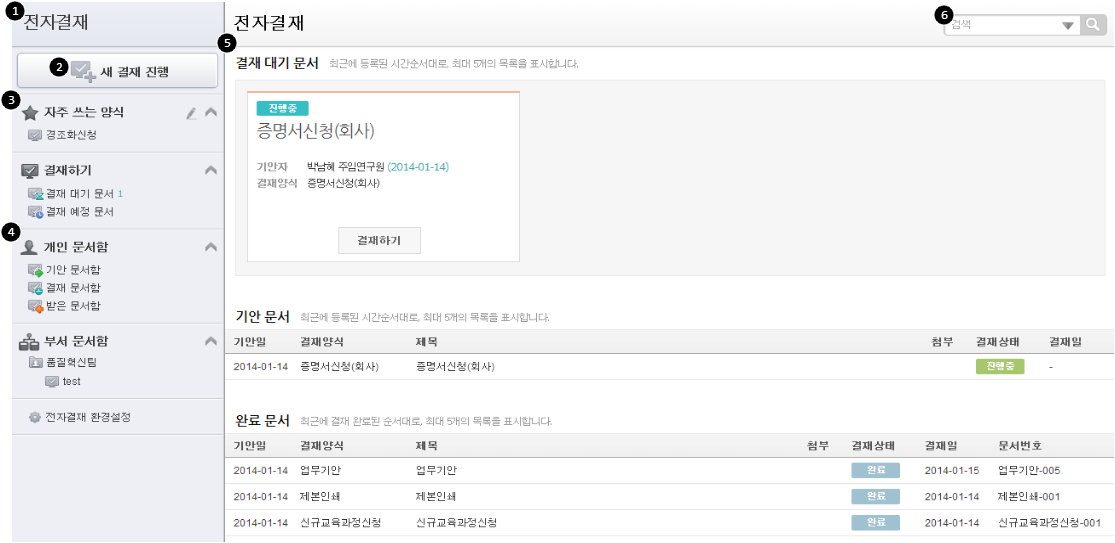 1
전자결재
2
새 결재 진행
3
자주 쓰는 양식
경조화신청
결재하기
결재 대기 문서 1
결재 예정 문서
4
개인 문서함
기안 문서함
결재 문서함
받은 문서함
부서 문서함
품질혁신팀
test
전자결재 환경설정
전자결재
6
검색
5
결재 대기 문서 최근에 등록된 시간순서대로, 최대 5개의 목록을 표시합니다.
진행중
증명서신청(회사)
기안자 박남혜 주임연구원 (2014-01-14)
결재양식 증명서신청(회사)
결재하기
기안 문서 최근에 등록된 시간순서대로, 최대 5개의 목록을 표시합니다.
기안일 결재양식 제목 첨부 결재상태 결재일
2014-01-14 증명서신청(회사) 증명서신청(회사) 진행중 -
완료 문서 최근에 결재 완료된 순서대로, 최대 5개의 목록을 표시합니다.
기안일 결재양식 제목 첨부 결재상태 결재일 문서번호
2014-01-14 업무기안 업무기안 완료 2014-01-15 업무기안-005
2014-01-14 제본인쇄 제본인쇄 완료 2014-01-14 제본인쇄-001
2014-01-14 신규교육과정신청 신규교육과정신청 완료 2014-01-14 신규교육과정신청-001